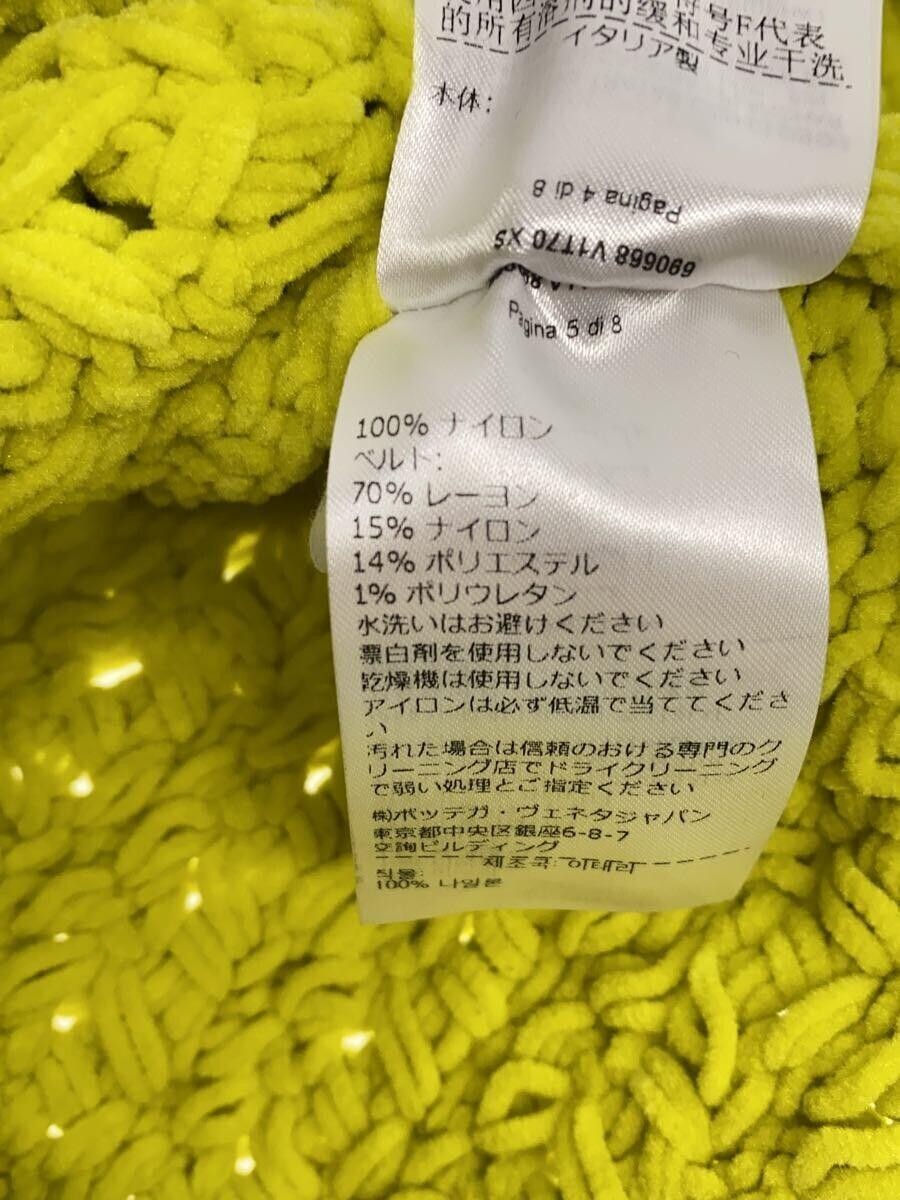 号F代表
的所有溶剂的缓和专业干洗
イタリア製
本体:
Pagina 4 di 8
690668 V1T70 XS
Pagina 5 di 8
100% ナイロン
ベルト:
70% レーヨン
15% ナイロン
14% ポリエステル
1% ポリウレタン
水洗いはお避けください
漂白剤を使用しないでください
乾燥機は使用しないでください
アイロンは必ず低温で当ててくださ
い
汚れた場合は信頼のおける専門のク
リーニング店でドライクリーニング
で弱い処理とご指定ください
㈱ボッテガ・ヴェネタジャパン
東京都中央区銀座6-8-7
交詢ビルディング
제조국: 이태리
직물:
100% 나일론